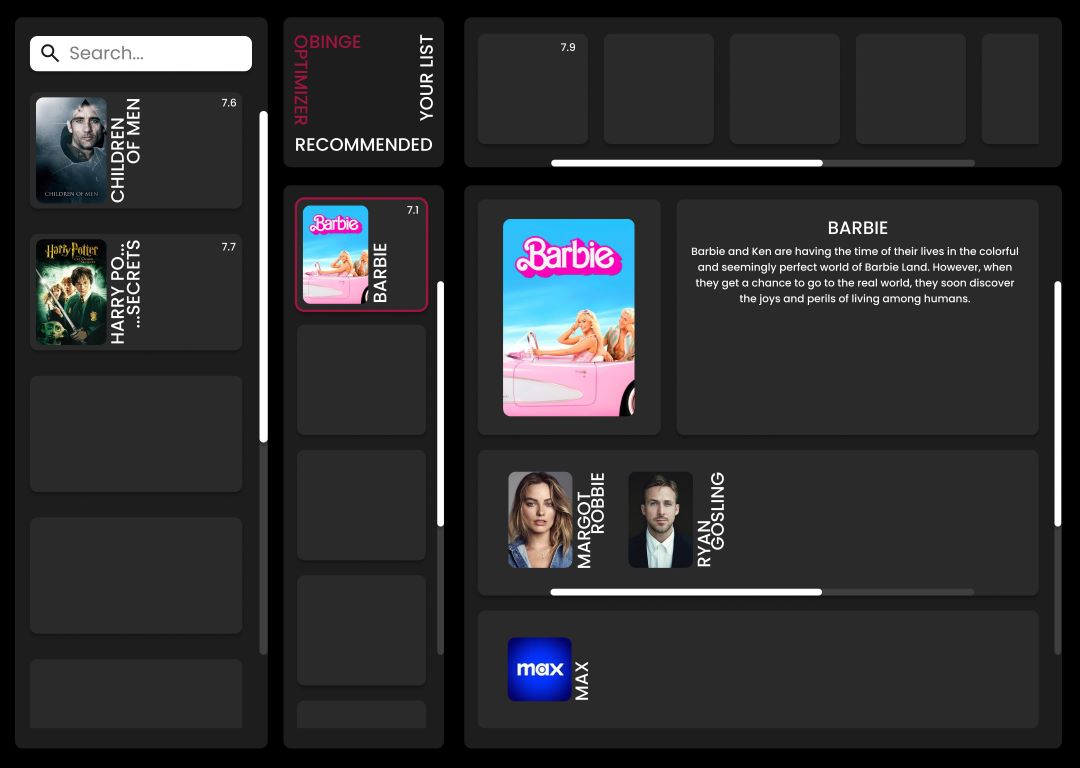 Search...
CHILDREN
OF MEN
7.6
CHILDREN OF MEN
Harry Potter
HARRY PO...
...SECRETS
7.7
OBINGE
OPTIMIZER
YOUR LIST
RECOMMENDED
7.9
Barbie
BARBIE
7.1
Barbie
BARBIE
Barbie and Ken are having the time of their lives in the colorful
and seemingly perfect world of Barbie Land. However, when
they get a chance to go to the real world, they soon discover
the joys and perils of living among humans.
MARGOT
ROBBIE
RYAN
GOSLING
max
MAX